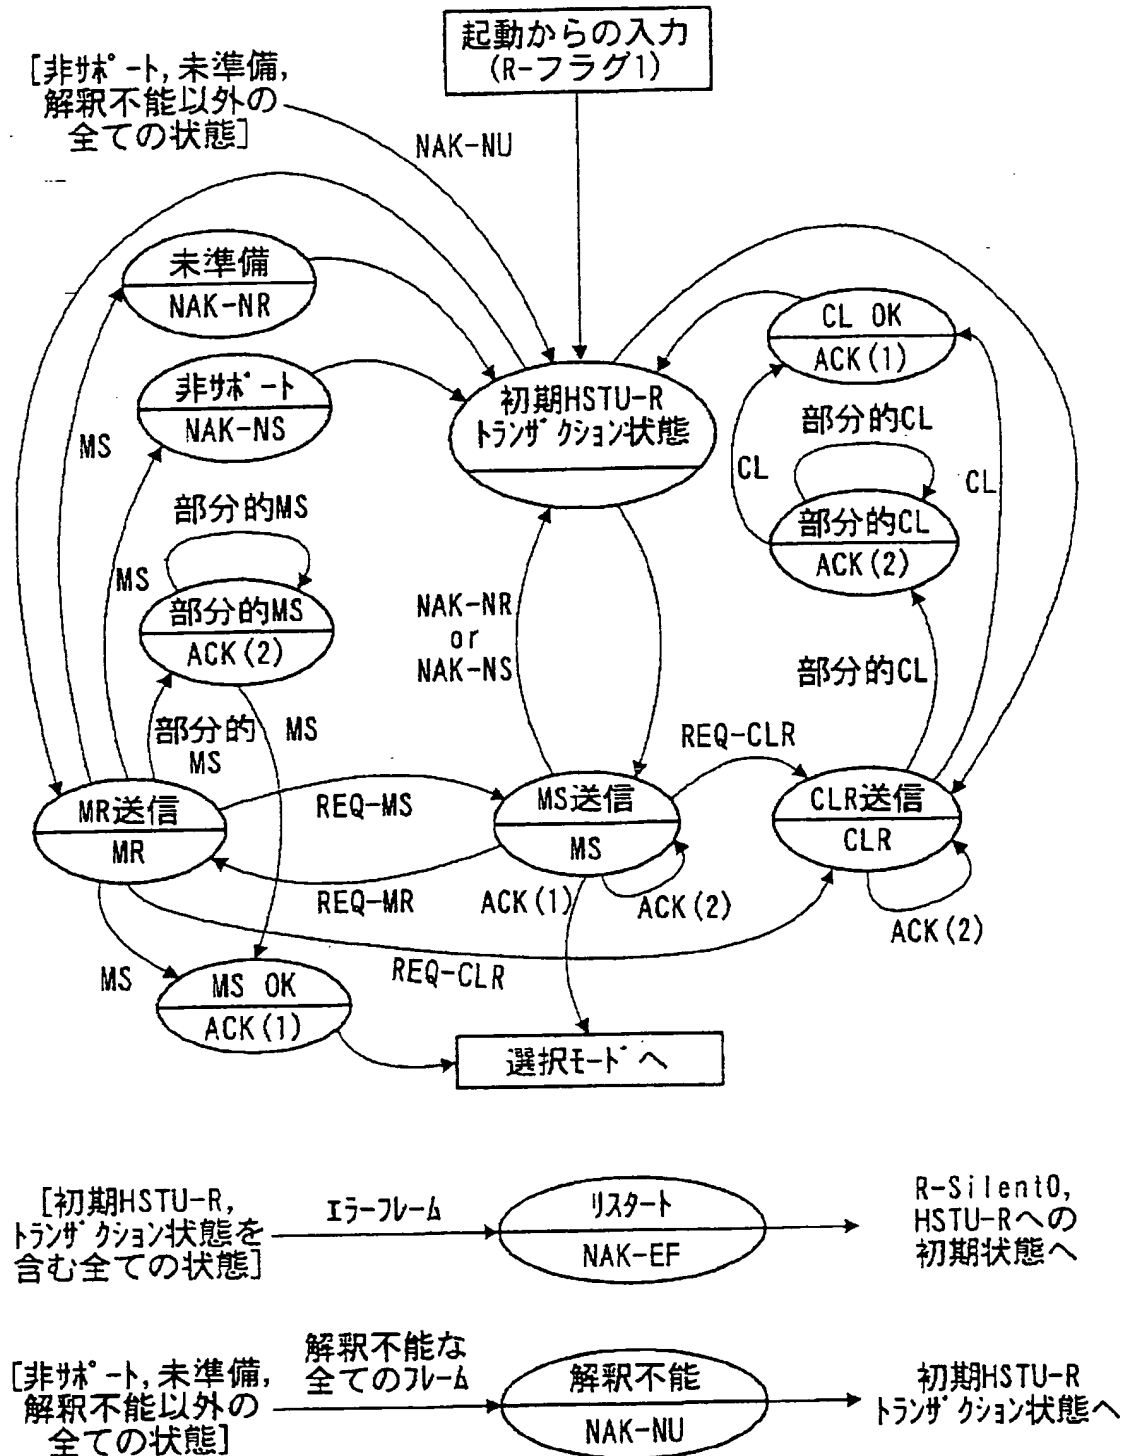 起動からの入力
(R-フラグ1)
[非ｻﾎﾟｰﾄ,未準備,
解釈不能以外の
全ての状態]
NAK-NU
未準備
NAK-NR
CL OK
ACK(1)
非ｻﾎﾟｰﾄ
NAK-NS
初期HSTU-R
ﾄﾗﾝｻﾞｸｼｮﾝ状態
部分的CL
MS
CL
CL
部分的MS
部分的CL
ACK(2)
MS
部分的MS
ACK(2)
NAK-NR
or
NAK-NS
部分的CL
部分的
MS
MS
REQ-CLR
MR送信
MR
REQ-MS
MS送信
MS
CLR送信
CLR
REQ-MR
ACK(1)
ACK(2)
ACK(2)
MS
REQ-CLR
MS OK
ACK(1)
選択ﾓｰﾄﾞへ
[初期HSTU-R,
ﾄﾗﾝｻﾞｸｼｮﾝ状態を
含む全ての状態]
ｴﾗｰﾌﾚｰﾑ
ﾘｽﾀｰﾄ
NAK-EF
R-Silent0,
HSTU-Rへの
初期状態へ
[非ｻﾎﾟｰﾄ,未準備,
解釈不能以外の
全ての状態]
解釈不能な
全てのﾌﾚｰﾑ
解釈不能
NAK-NU
初期HSTU-R
ﾄﾗﾝｻﾞｸｼｮﾝ状態へ